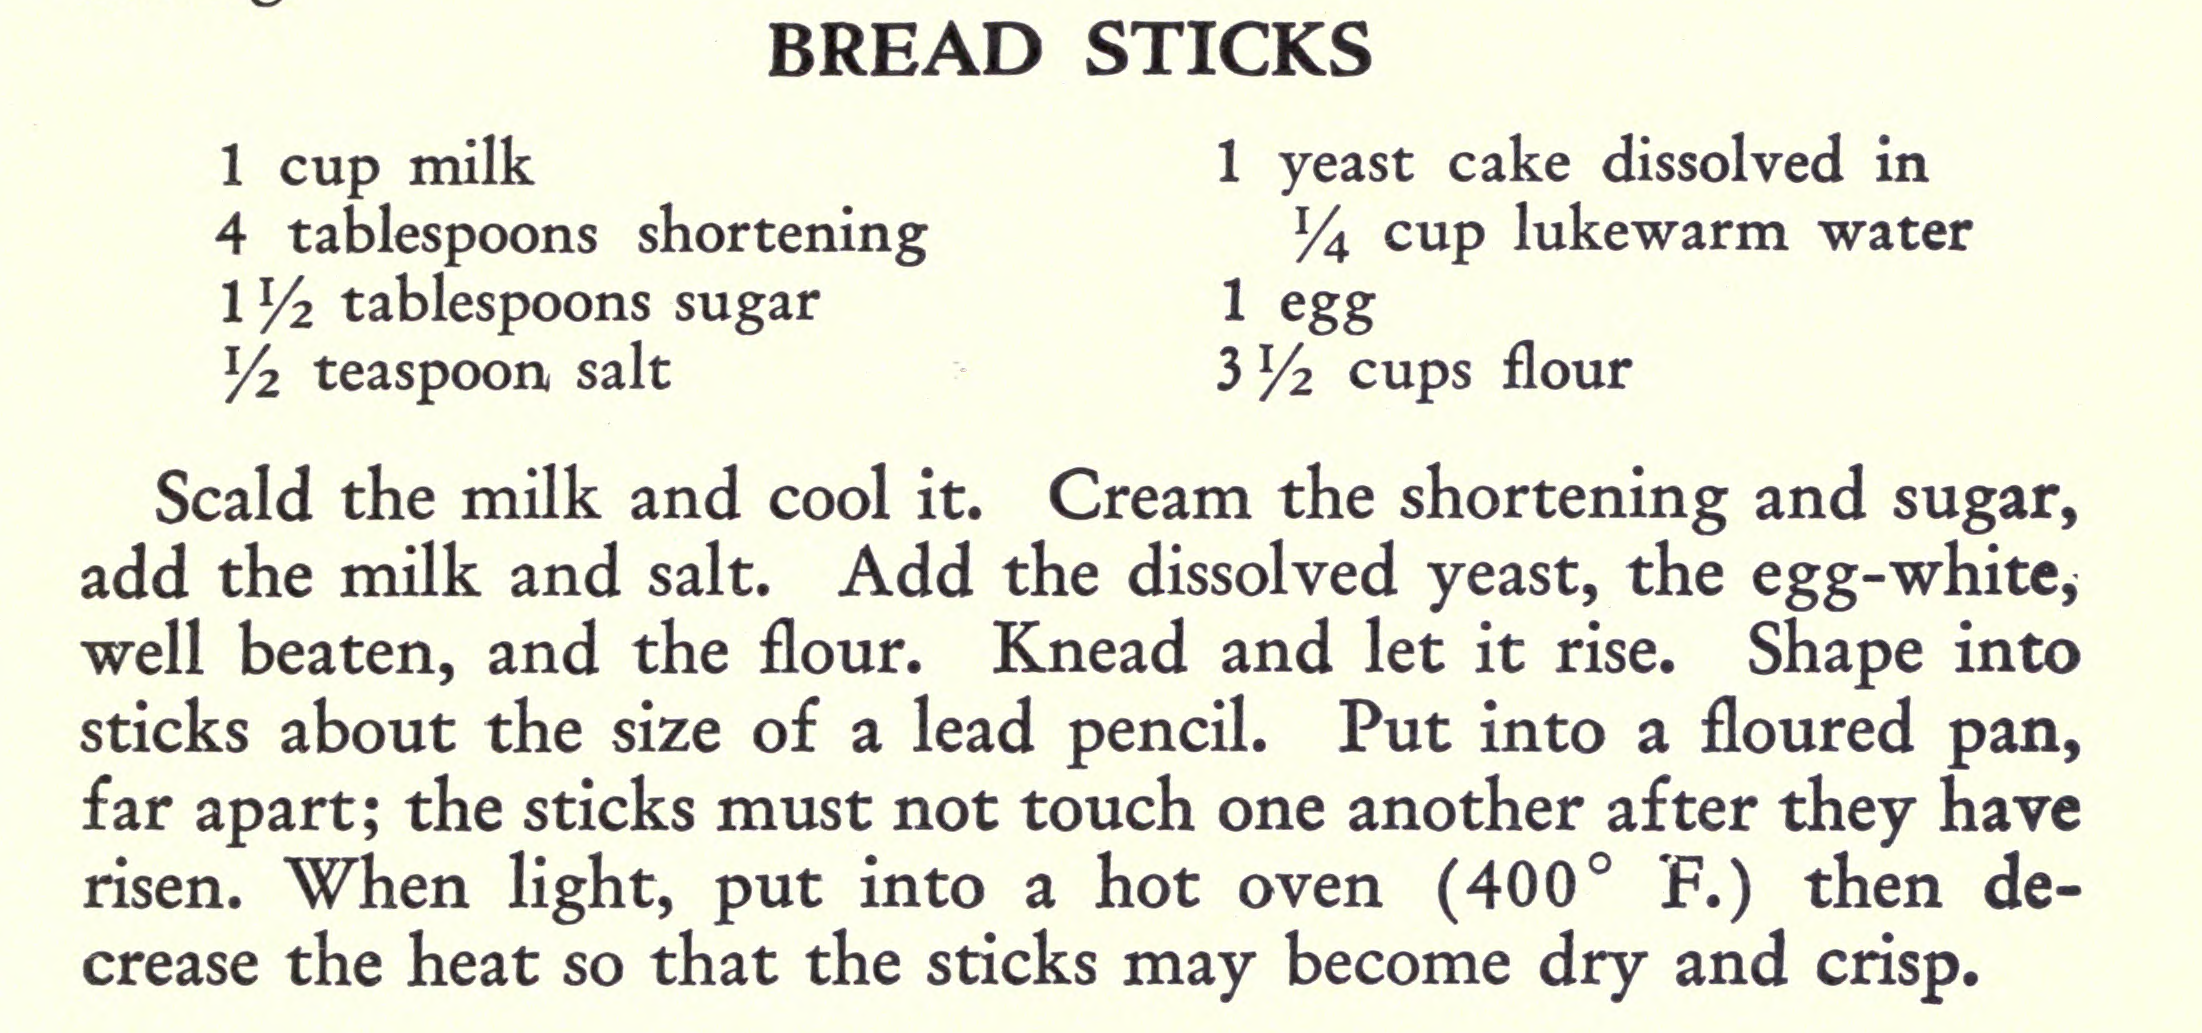 BREAD STICKS
1 cup milk
4 tablespoons shortening
1 ½ tablespoons sugar
½ teaspoon salt
1 yeast cake dissolved in
¼ cup lukewarm water
1 egg
3 ½ cups flour
Scald the milk and cool it. Cream the shortening and sugar,
add the milk and salt. Add the dissolved yeast, the egg-white,
well beaten, and the flour. Knead and let it rise. Shape into
sticks about the size of a lead pencil. Put into a floured pan,
far apart; the sticks must not touch one another after they have
risen. When light, put into a hot oven (400° F.) then de-
crease the heat so that the sticks may become dry and crisp.